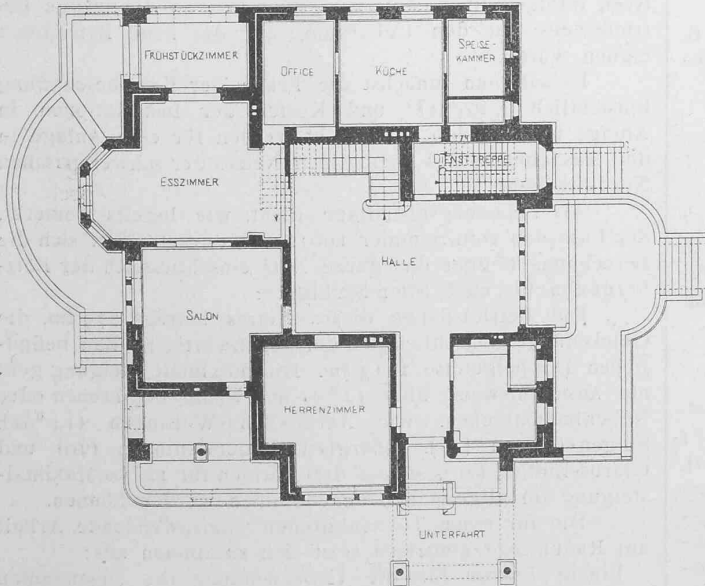 FRÜHSTÜCKZIMMER
OFFICE
KÜCHE
SPEISE-
KAMMER
DIENSTTREPPE
ESSZIMMER
HALLE
SALON
HERRENZIMMER
UNTERFAHRT